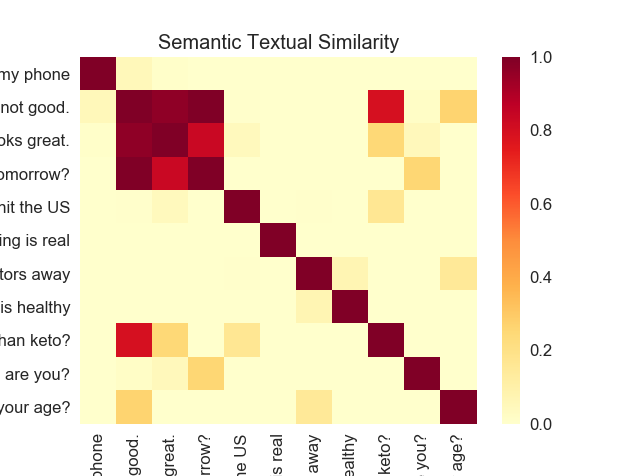 Semantic Textual Similarity
my phone
not good.
oks great.
omorrow?
hit the US
ing is real
tors away
is healthy
han keto?
are you?
your age?
phone
good.
great.
rrow?
he US
s real
away
ealthy
keto?
you?
age?
1.0
0.8
0.6
0.4
0.2
0.0